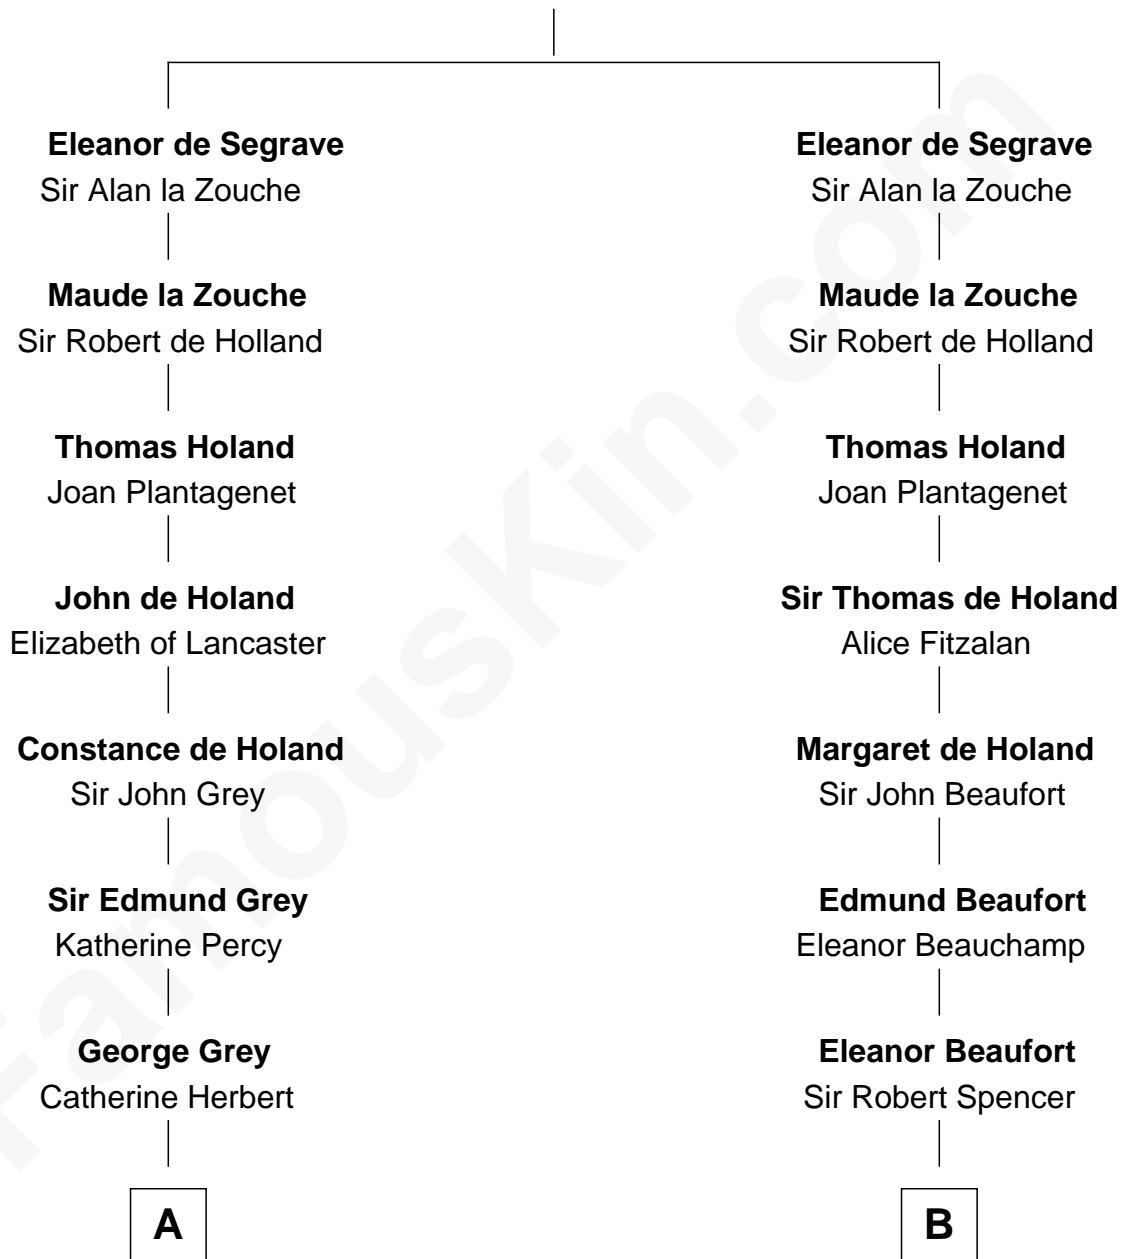 Eleanor de Segrave
Sir Alan la Zouche
Maude la Zouche
Sir Robert de Holland
Thomas Holand
Joan Plantagenet
John de Holand
Elizabeth of Lancaster
Constance de Holand
Sir John Grey
Sir Edmund Grey
Katherine Percy
George Grey
Catherine Herbert
A
Eleanor de Segrave
Sir Alan la Zouche
Maude la Zouche
Sir Robert de Holland
Thomas Holand
Joan Plantagenet
Sir Thomas de Holand
Alice Fitzalan
Margaret de Holand
Sir John Beaufort
Edmund Beaufort
Eleanor Beauchamp
Eleanor Beaufort
Sir Robert Spencer
B
FamousKin.com